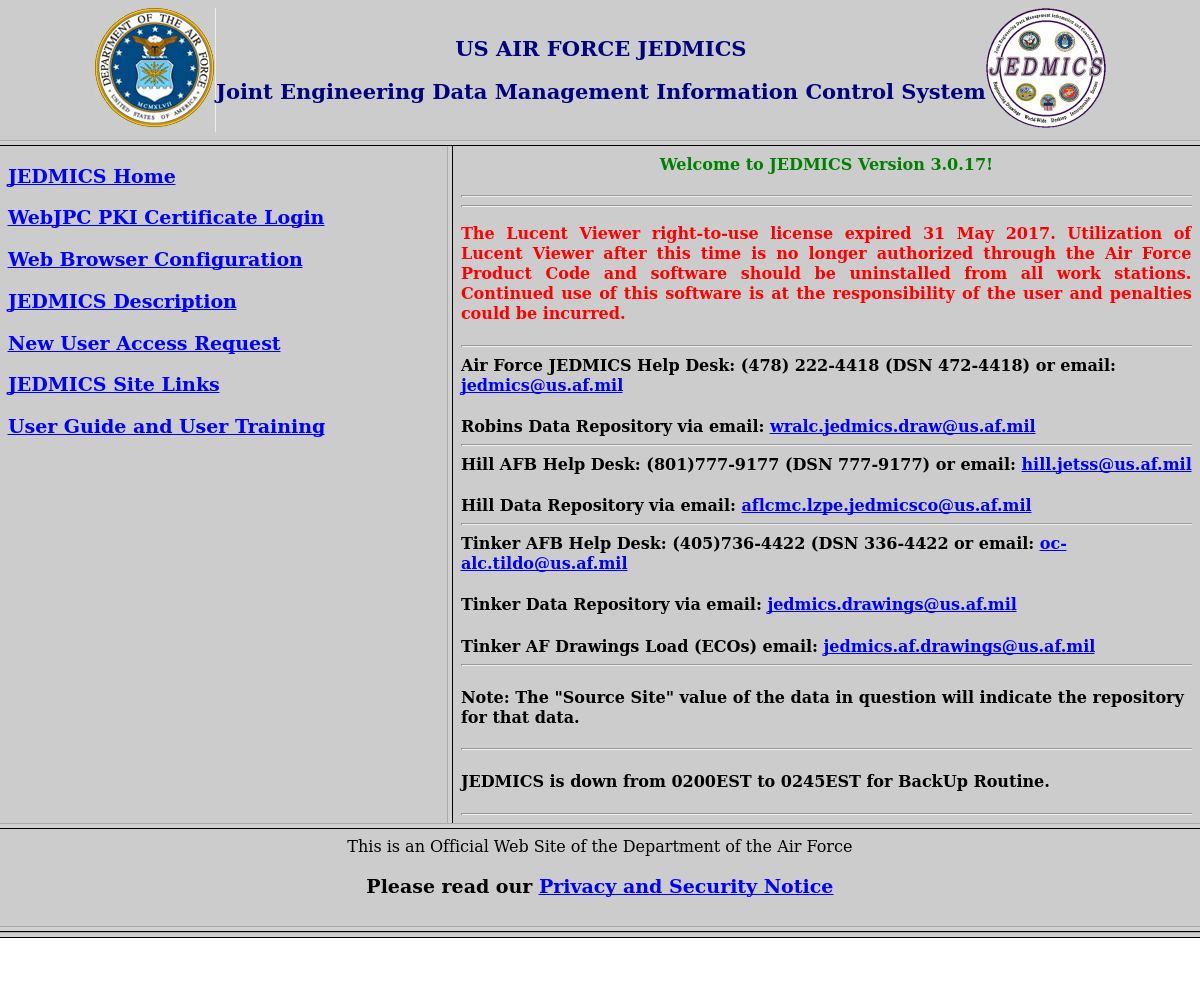 DEPARTMENT OF THE AIR FORCE
MCMXLVII
UNITED STATES OF AMERICA
US AIR FORCE JEDMICS
Joint Engineering Data Management Information Control System
JEDMICS
JEDMICS Home
WebJPC PKI Certificate Login
Web Browser Configuration
JEDMICS Description
New User Access Request
JEDMICS Site Links
User Guide and User Training
Welcome to JEDMICS Version 3.0.17!
The Lucent Viewer right-to-use license expired 31 May 2017. Utilization of
Lucent Viewer after this time is no longer authorized through the Air Force
Product Code and software should be uninstalled from all work stations.
Continued use of this software is at the responsibility of the user and penalties
could be incurred.
Air Force JEDMICS Help Desk: (478) 222-4418 (DSN 472-4418) or email:
jedmics@us.af.mil
Robins Data Repository via email: wralc.jedmics.draw@us.af.mil
Hill AFB Help Desk: (801)777-9177 (DSN 777-9177) or email: hill.jetss@us.af.mil
Hill Data Repository via email: aflcmc.lzpe.jedmicsco@us.af.mil
Tinker AFB Help Desk: (405)736-4422 (DSN 336-4422 or email: oc-
alc.tildo@us.af.mil
Tinker Data Repository via email: jedmics.drawings@us.af.mil
Tinker AF Drawings Load (ECOs) email: jedmics.af.drawings@us.af.mil
Note: The "Source Site" value of the data in question will indicate the repository
for that data.
JEDMICS is down from 0200EST to 0245EST for BackUp Routine.
This is an Official Web Site of the Department of the Air Force
Please read our Privacy and Security Notice